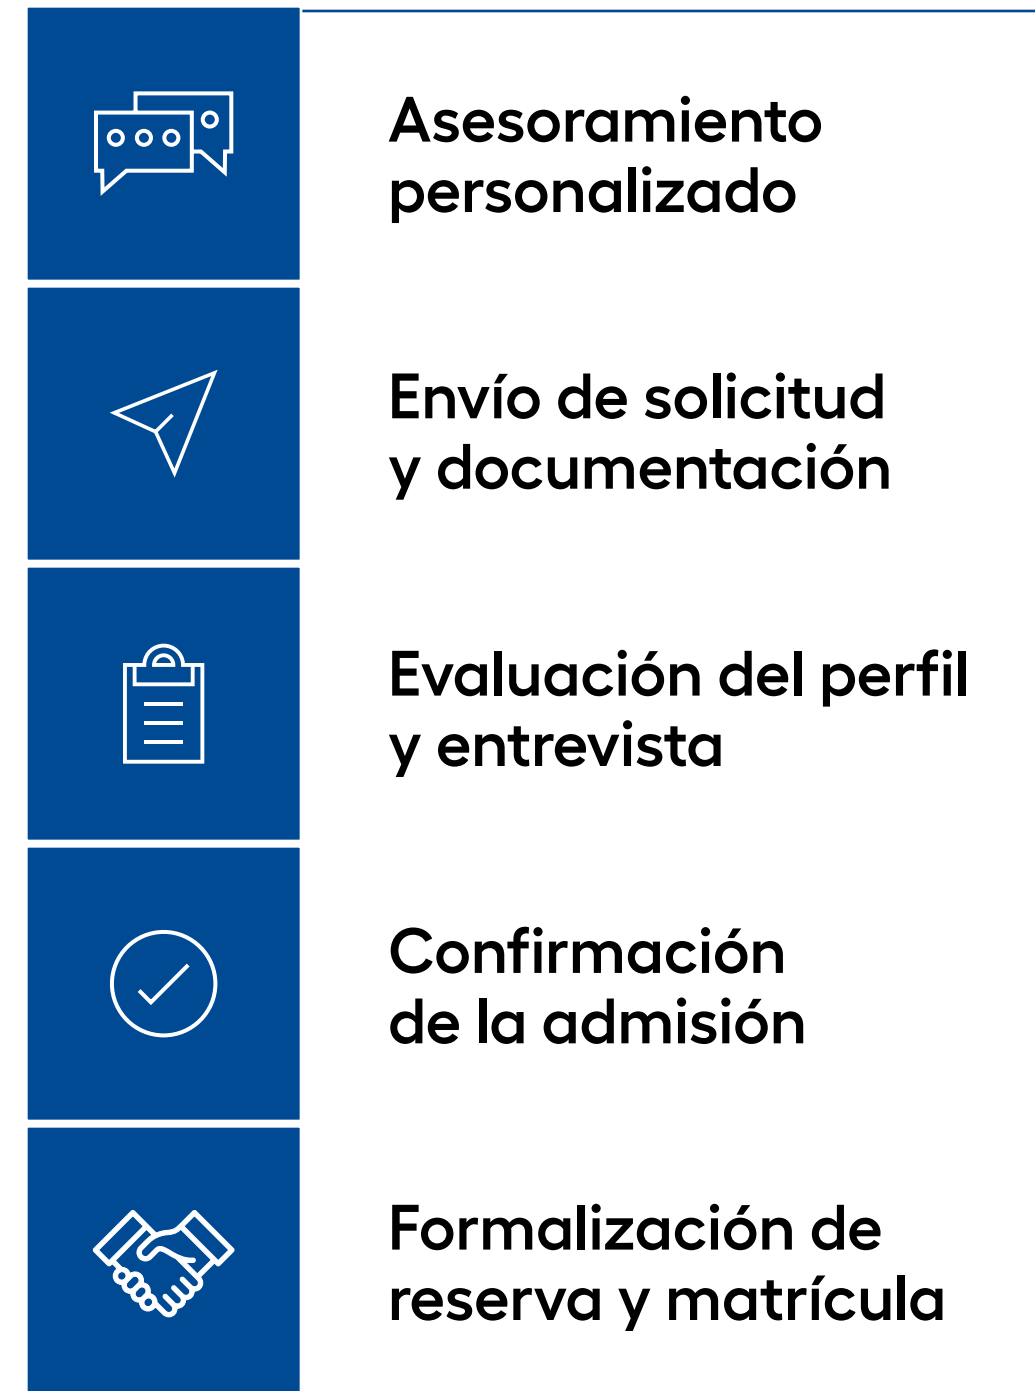 Asesoramiento
personalizado
Envío de solicitud
y documentación
Evaluación del perfil
y entrevista
Confirmación
de la admisión
Formalización de
reserva y matrícula